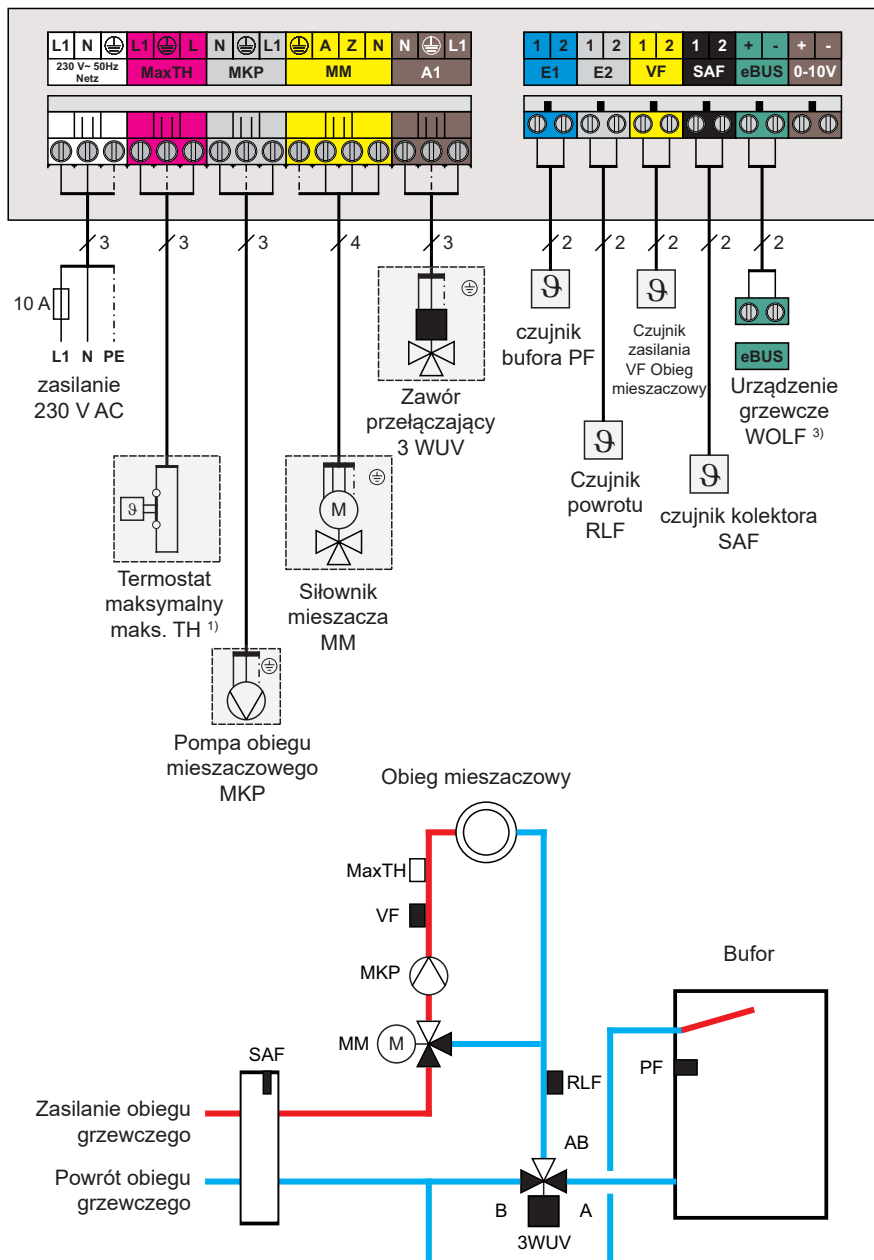 L1 N L1 L N L1 A Z N N L1
230 V~ 50Hz
Netz
MaxTH MKP MM A1
1 2 1 2 1 2 1 2 + - + -
E1 E2 VF SAF eBUS 0-10V
3 3 3 4 3 2 2 2 2 2
10 A
L1 N PE
zasilanie
230 V AC
Zawór
przełączający
3 WUV
ϑ
czujnik
bufora PF
ϑ
Czujnik
zasilania
VF Obieg
mieszaczowy
eBUS
Urządzenie
grzewcze
WOLF 3)
ϑ
Termostat
maksymalny
maks. TH 1)
M
Siłownik
mieszacza
MM
ϑ
Czujnik
powrotu
RLF
ϑ
czujnik kolektora
SAF
Pompa obiegu
mieszaczowego
MKP
Obieg mieszaczowy
MaxTH
VF
MKP
MM
M
Bufor
PF
SAF
RLF
Zasilanie obiegu
grzewczego
Powrót obiegu
grzewczego
AB
B A
3WUV